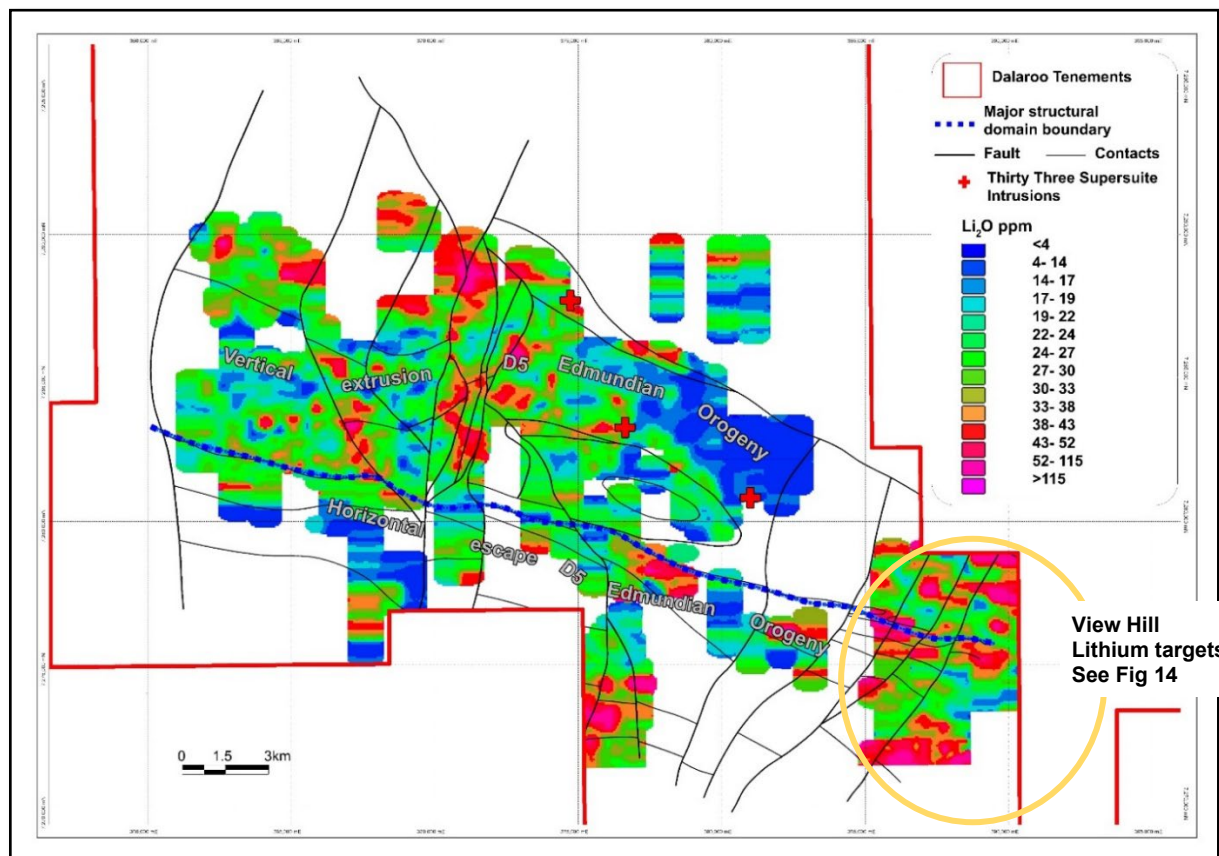 Dalaroo Tenements
Major structural
domain boundary
Fault
Contacts
Thirty Three Supersuite
Intrusions
Li₂O ppm
<4
4- 14
14- 17
17- 19
19- 22
22- 24
24- 27
27- 30
30- 33
33- 38
38- 43
43- 52
52- 115
>115
Vertical extrusion D5 Edmundian Orogeny
Horizontal escape D5 Edmundian Orogeny
View Hill
Lithium targets
See Fig 14
0 1.5 3km